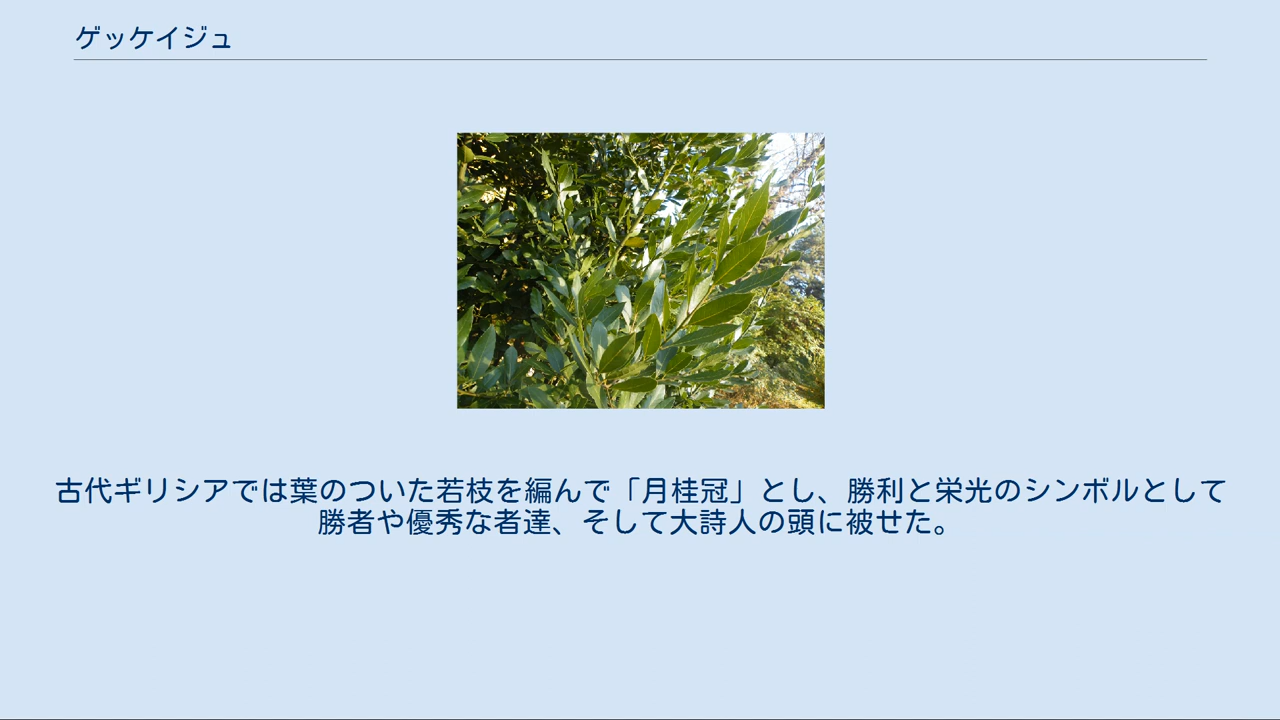 ゲッケイジュ
古代ギリシアでは葉のついた若枝を編んで「月桂冠」とし、勝利と栄光のシンボルとして
勝者や優秀な者達、そして大詩人の頭に被せた。